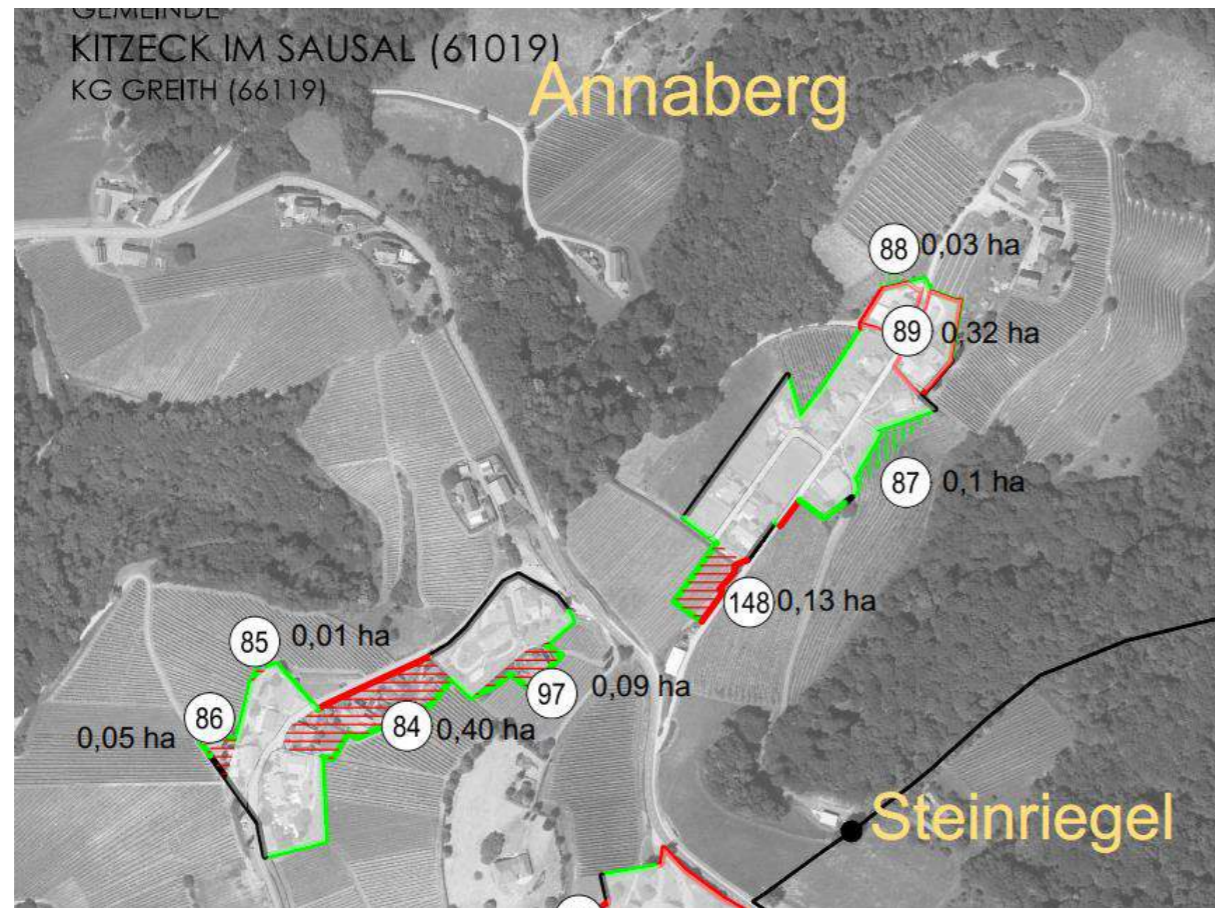 GEMEINDE
KITZECK IM SAUSAL (61019)
KG GREITH (66119)
Annaberg
88 0,03 ha
89 0,32 ha
87 0,1 ha
148 0,13 ha
85 0,01 ha
97 0,09 ha
86
0,05 ha
84 0,40 ha
Steinriegel